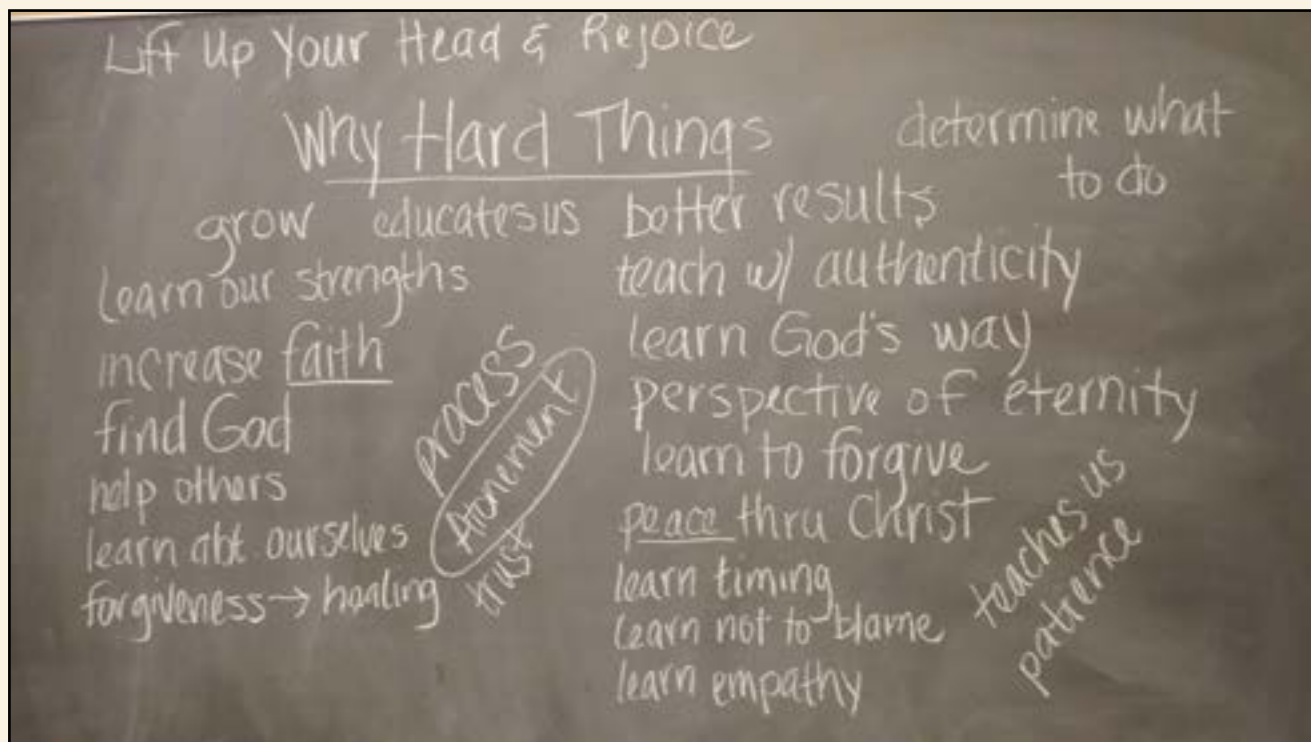 Lift Up Your Head & Rejoice
Why Hard Things
determine what
to do
grow educates us
learn our strengths
increase faith
find God
help others
learn abt ourselves
forgiveness → healing
process
Atonement
trust
better results
teach w/ authenticity
learn God's way
perspective of eternity
learn to forgive
peace thru Christ
learn timing
learn not to blame
learn empathy
teaches us
patience